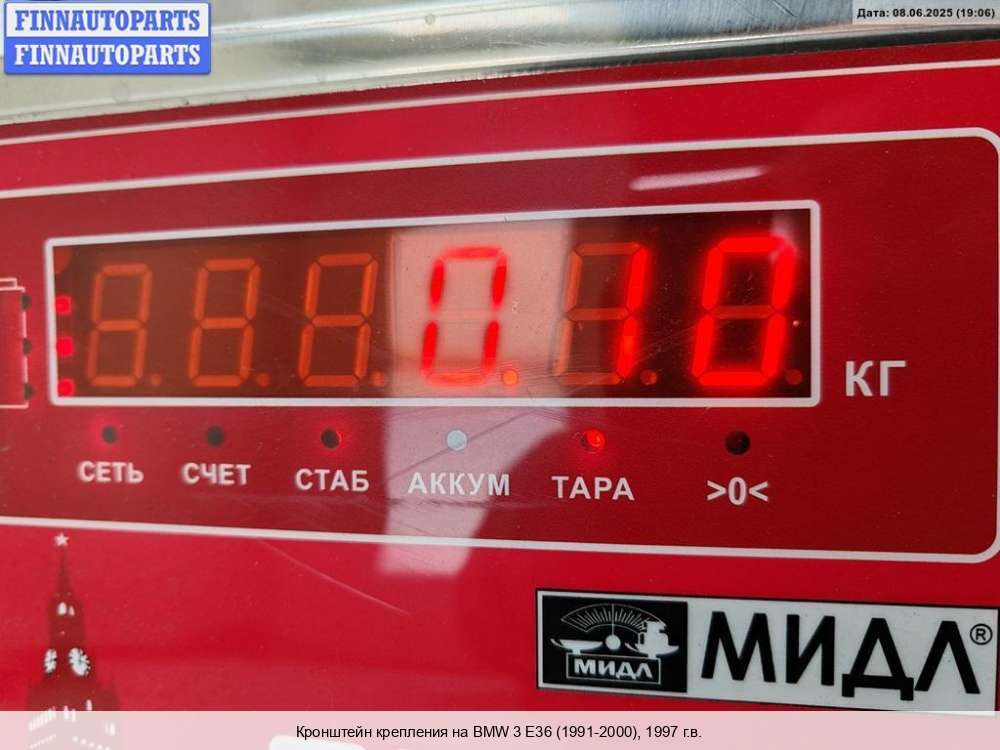 FINNAUTOPARTS
FINNAUTOPARTS
Дата: 08.06.2025 (19:06)
0.10
КГ
СЕТЬ СЧЕТ СТАБ АККУМ ТАРА >0<
МИДЛ МИДЛ®
Кронштейн крепления на BMW 3 E36 (1991-2000), 1997 г.в.